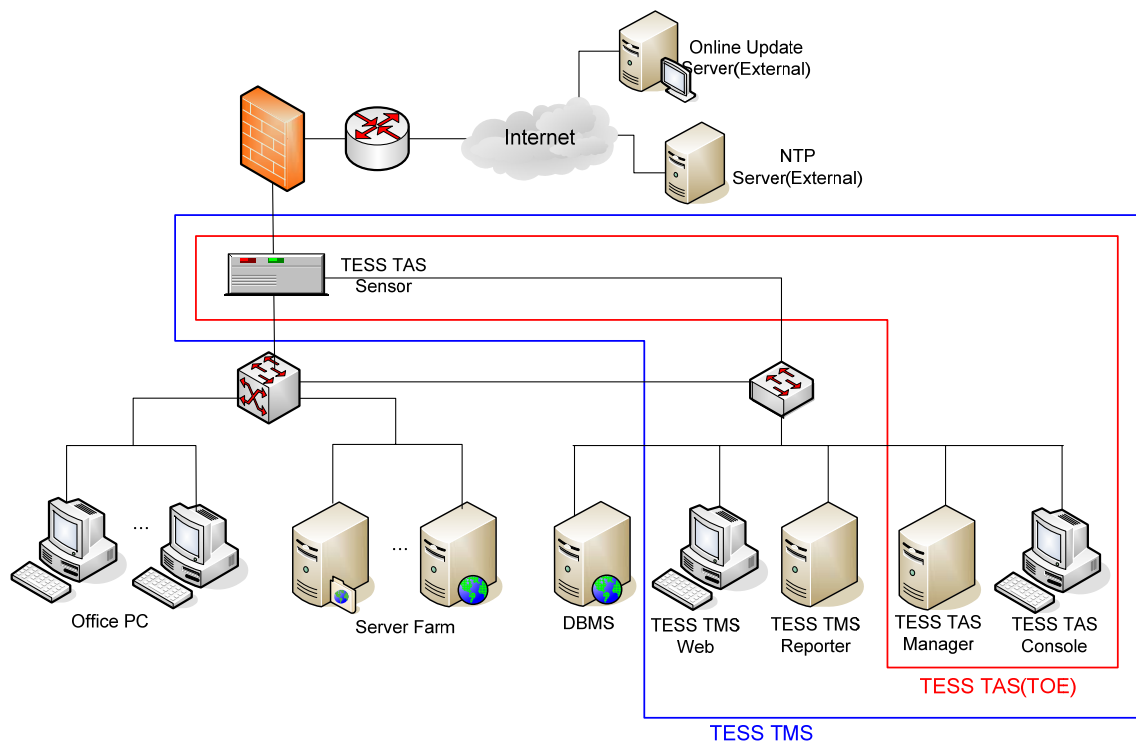 Online Update
Server(External)
Internet
NTP
Server(External)
TESS TAS
Sensor
...
...
Office PC
Server Farm
DBMS
TESS TMS
Web
TESS TMS
Reporter
TESS TAS
Manager
TESS TAS
Console
TESS TAS(TOE)
TESS TMS